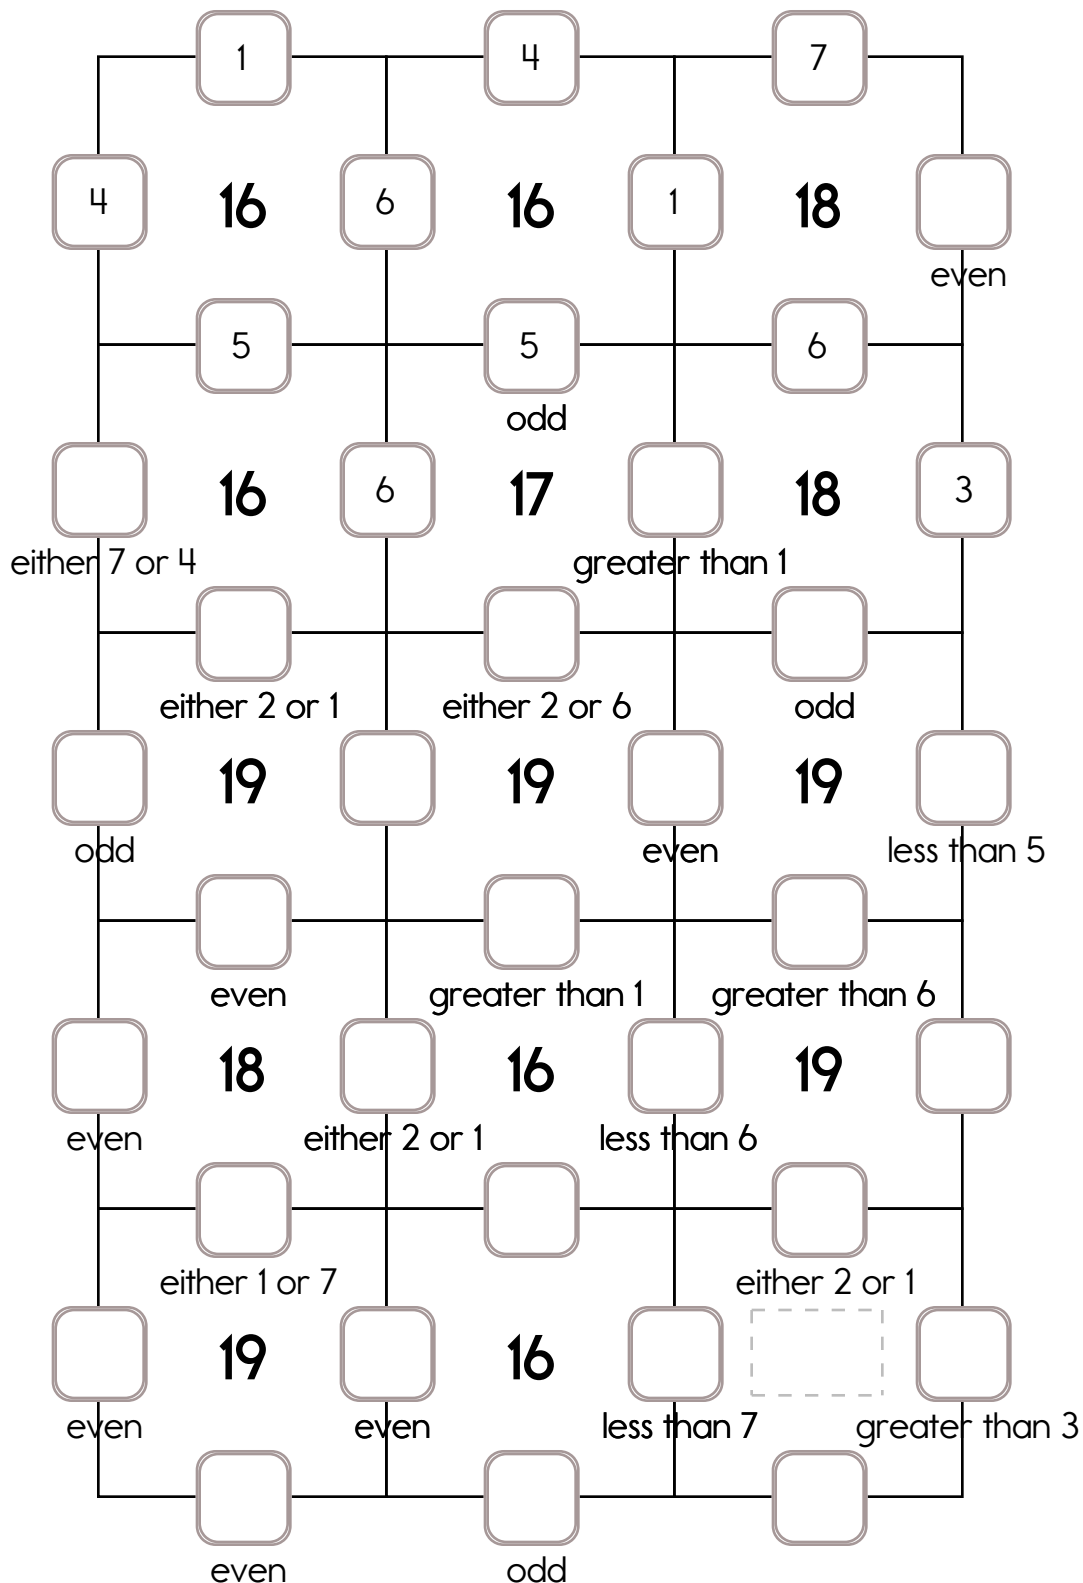 1 4 7
4 16 6 16 1 18
even
5 5 6
odd
16 6 17 18 3
either 7 or 4 greater than 1
either 2 or 1 either 2 or 6 odd
19 19 19
odd even less than 5
even greater than 1 greater than 6
18 16 19
even either 2 or 1 less than 6
either 1 or 7 either 2 or 1
19 16
even even less than 7 greater than 3
even odd